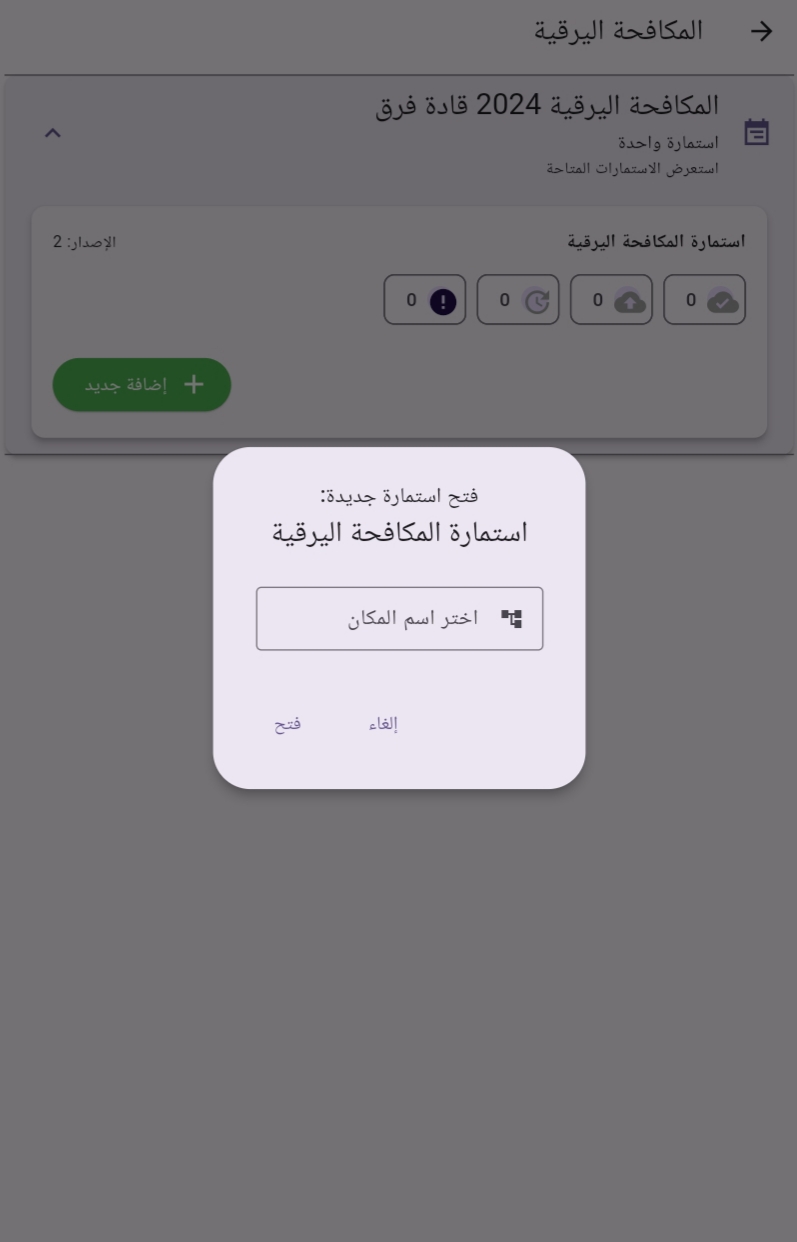 المكافحة اليرقية
المكافحة اليرقية 2024 قادة فرق
استمارة واحدة
استعرض الاستمارات المتاحة
استمارة المكافحة اليرقية
الإصدار: 2
0 0 0 0
إضافة جديد
فتح استمارة جديدة:
استمارة المكافحة اليرقية
اختر اسم المكان
إلغاء فتح